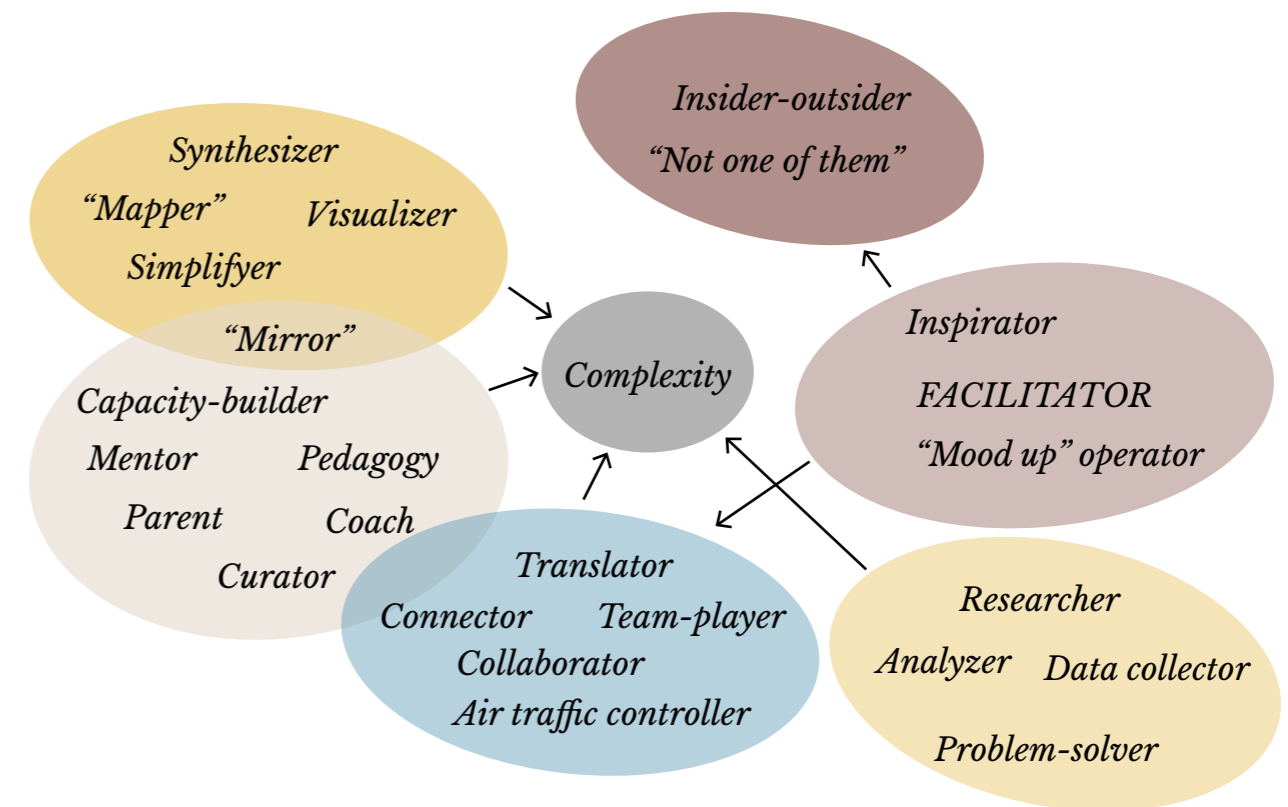 Insider-outsider
“Not one of them”
Synthesizer
“Mapper”
Visualizer
Simplifyer
“Mirror”
Capacity-builder
Mentor
Pedagogy
Parent
Coach
Curator
Complexity
Inspirator
FACILITATOR
“Mood up” operator
Translator
Connector
Team-player
Collaborator
Air traffic controller
Researcher
Analyzer
Data collector
Problem-solver